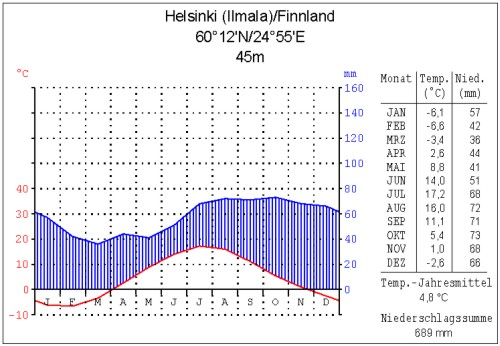 Helsinki (Ilmala)/Finnland
60°12'N/24°55'E
45m
°C
mm
160
140
120
100
80
40
30
20
10
0
-10
60
40
20
0
J F M A M J J A S O N D
Monat Temp. Nied.
(°C) (mm)
JAN -6,1 57
FEB -6,6 42
MRZ -3,4 36
APR 2,6 44
MAI 8,8 41
JUN 14,0 51
JUL 17,2 68
AUG 16,0 72
SEP 11,1 71
OKT 5,4 73
NOV 1,0 68
DEZ -2,6 66
Temp.-Jahresmittel
4,8 °C
Niederschlagssumme
689 mm